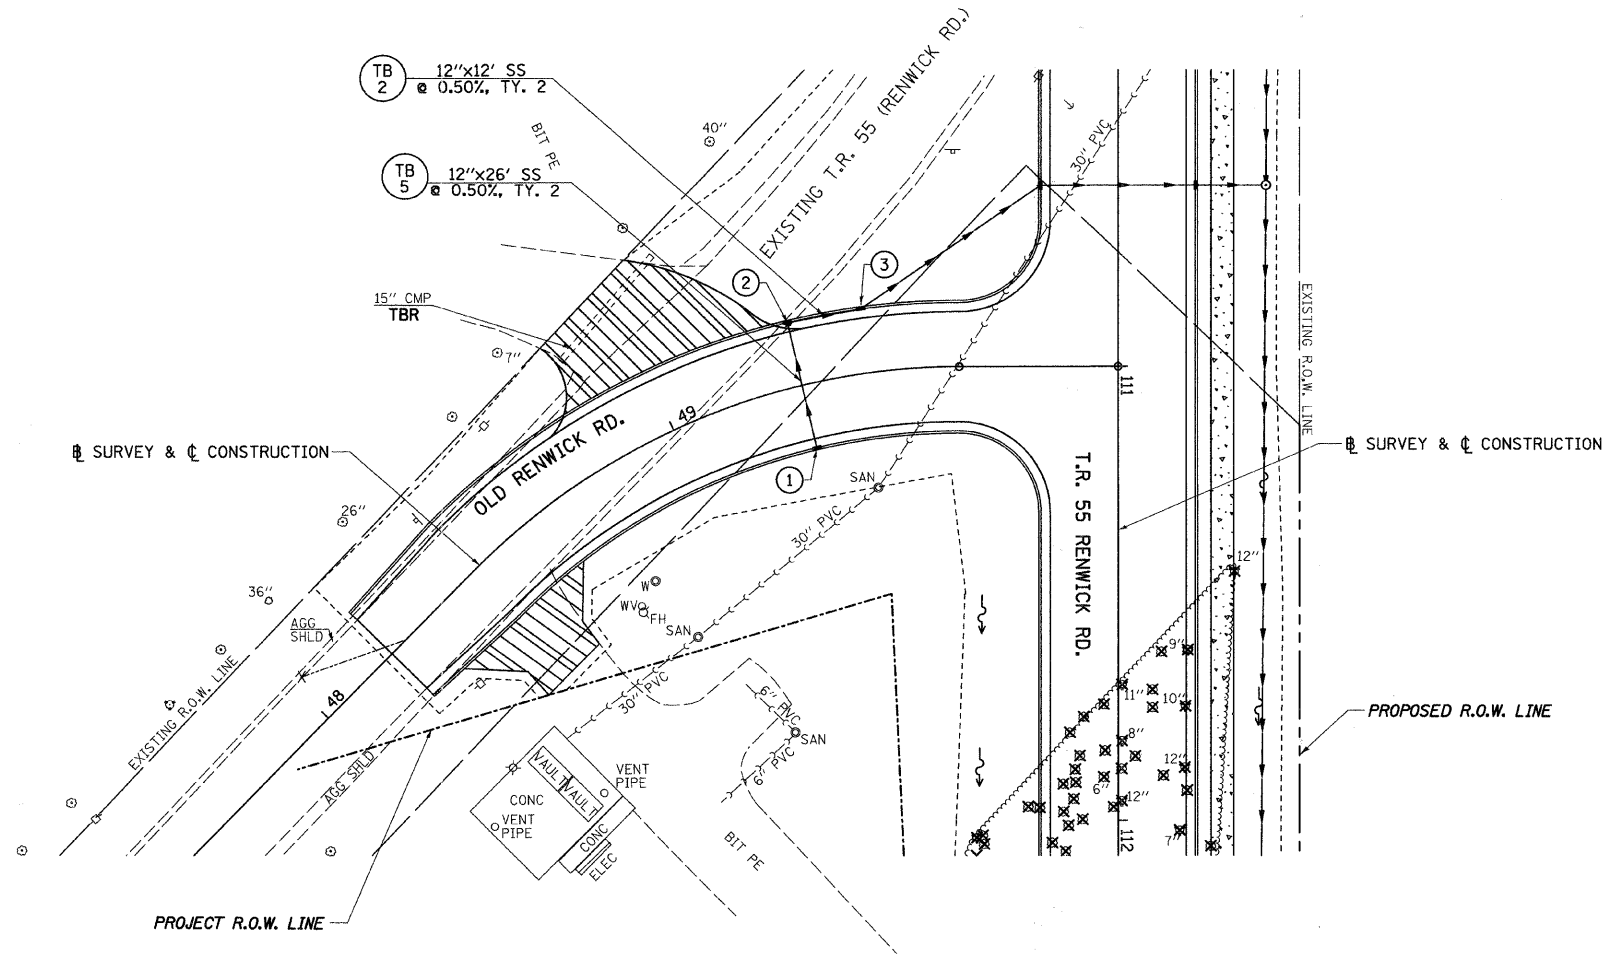 TB
2
12"x12' SS
@ 0.50%, TY. 2
TB
5
12"x26' SS
@ 0.50%, TY. 2
BIT PE
40"
EXISTING T.R. 55 (RENWICK RD.)
30" PVC
2
3
15" CMP
TBR
7"
EXISTING R.O.W. LINE
111
49
OLD RENWICK RD.
℄ SURVEY & ℄ CONSTRUCTION
B̲L SURVEY & ℄ CONSTRUCTION
1
SAN
T.R. 55 RENWICK RD.
26"
30" PVC
12"
W
WV
FH
SAN
36"
AGG
SHLD
9"
EXISTING R.O.W. LINE
48
30" PVC
6" PVC
SAN
6" PVC
11"
10"
PROPOSED R.O.W. LINE
8"
12"
6"
12"
7"
112
AGG SHLD
VAULT
VAULT
VENT
PIPE
CONC
VENT
PIPE
CONC
ELEC
BIT PE
PROJECT R.O.W. LINE